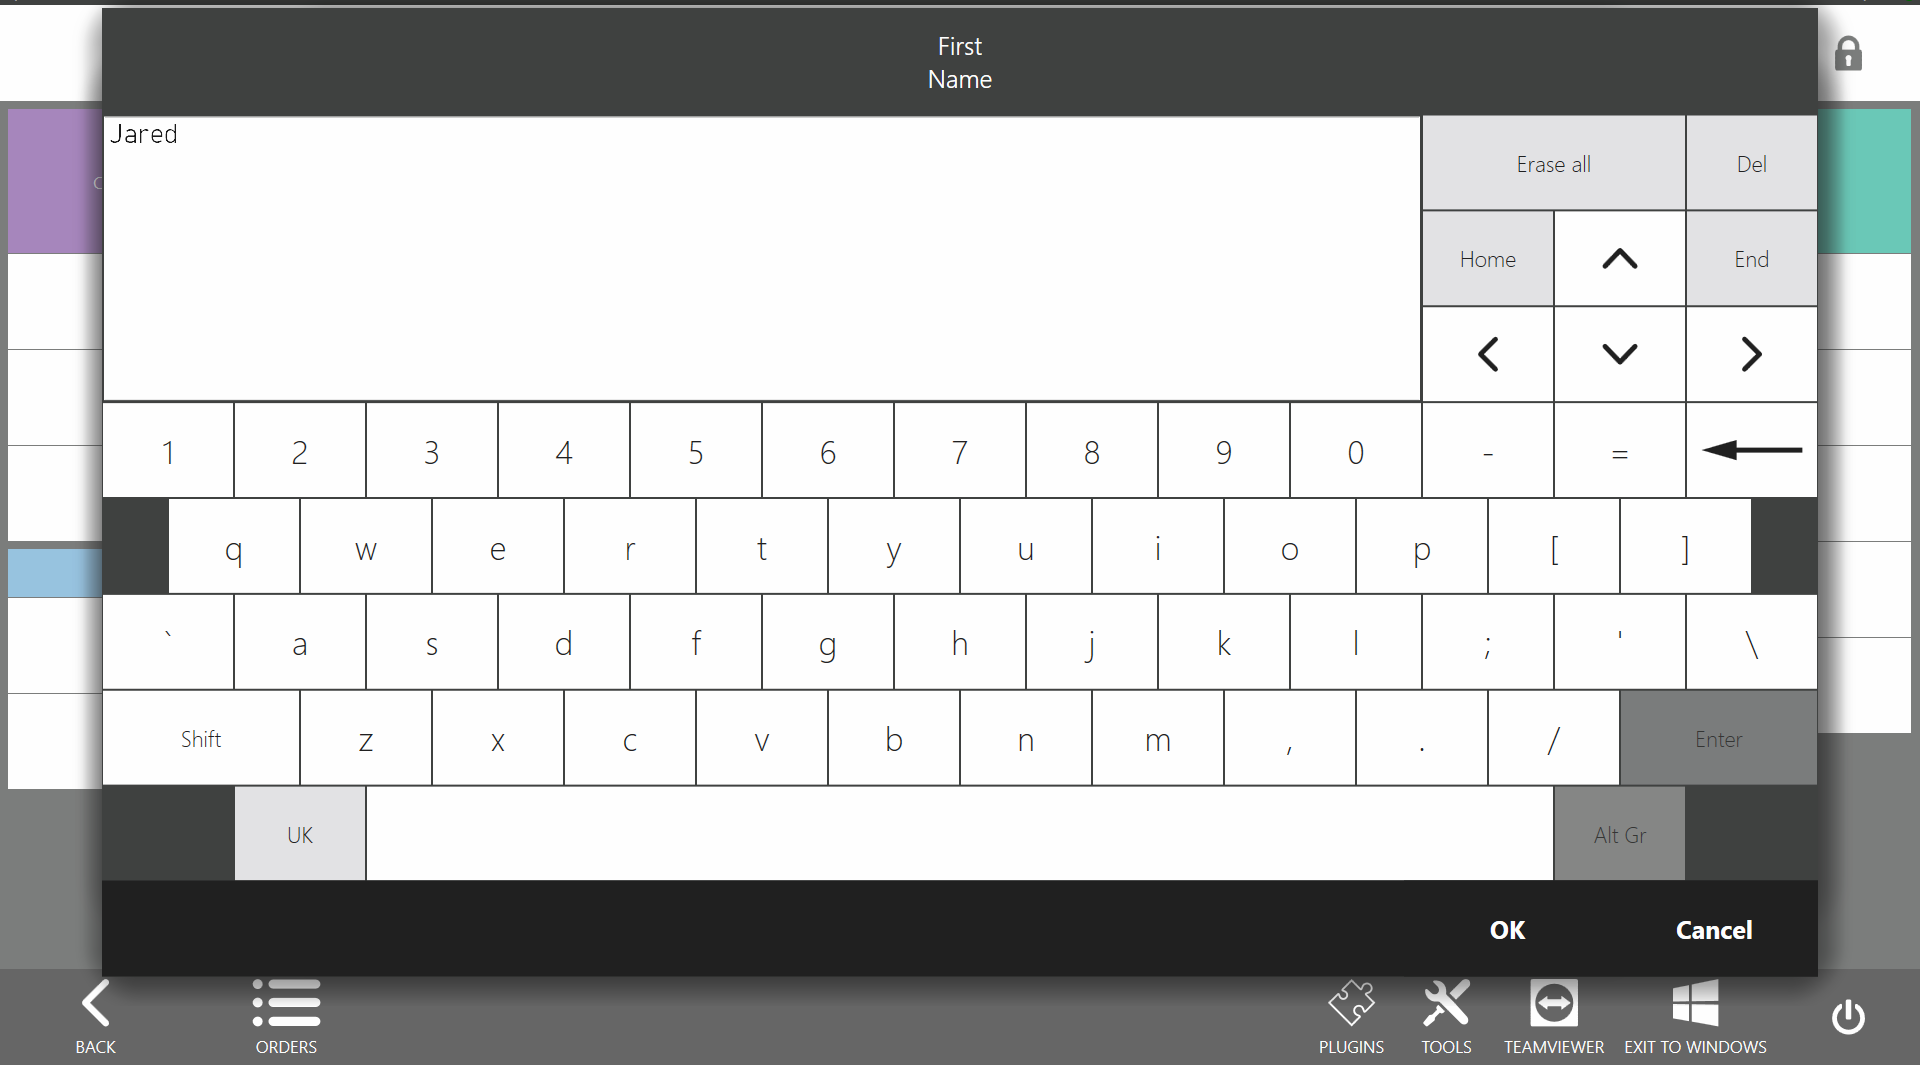 First
Name
Jared
Erase all
Del
Home
End
1 2 3 4 5 6 7 8 9 0 - =
q w e r t y u i o p [ ]
` a s d f g h j k l ; ' \
Shift z x c v b n m , . / Enter
UK
Alt Gr
OK
Cancel
BACK
ORDERS
PLUGINS
TOOLS
TEAMVIEWER
EXIT TO WINDOWS